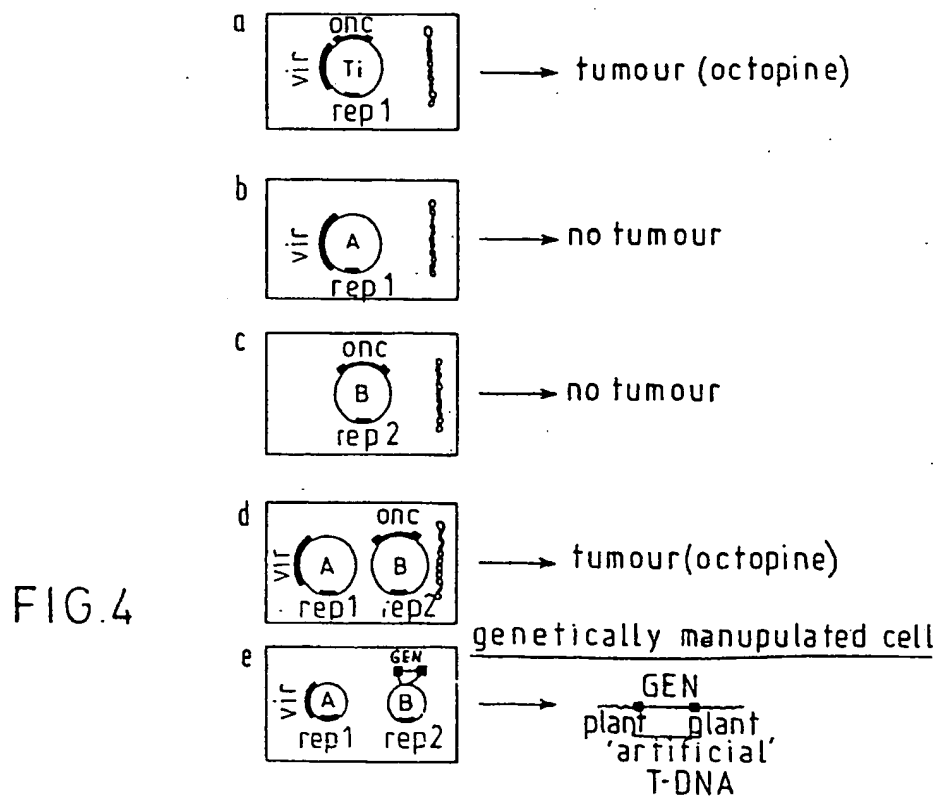 a
onc
vir
Ti
rep 1
tumour (octopine)
b
vir
A
rep 1
no tumour
c
onc
B
rep 2
no tumour
d
onc
vir
A
B
rep1
rep2
tumour(octopine)
FIG.4
genetically manupulated cell
e
GEN
vir
A
B
rep1
rep2
GEN
plant plant
'artificial'
T-DNA